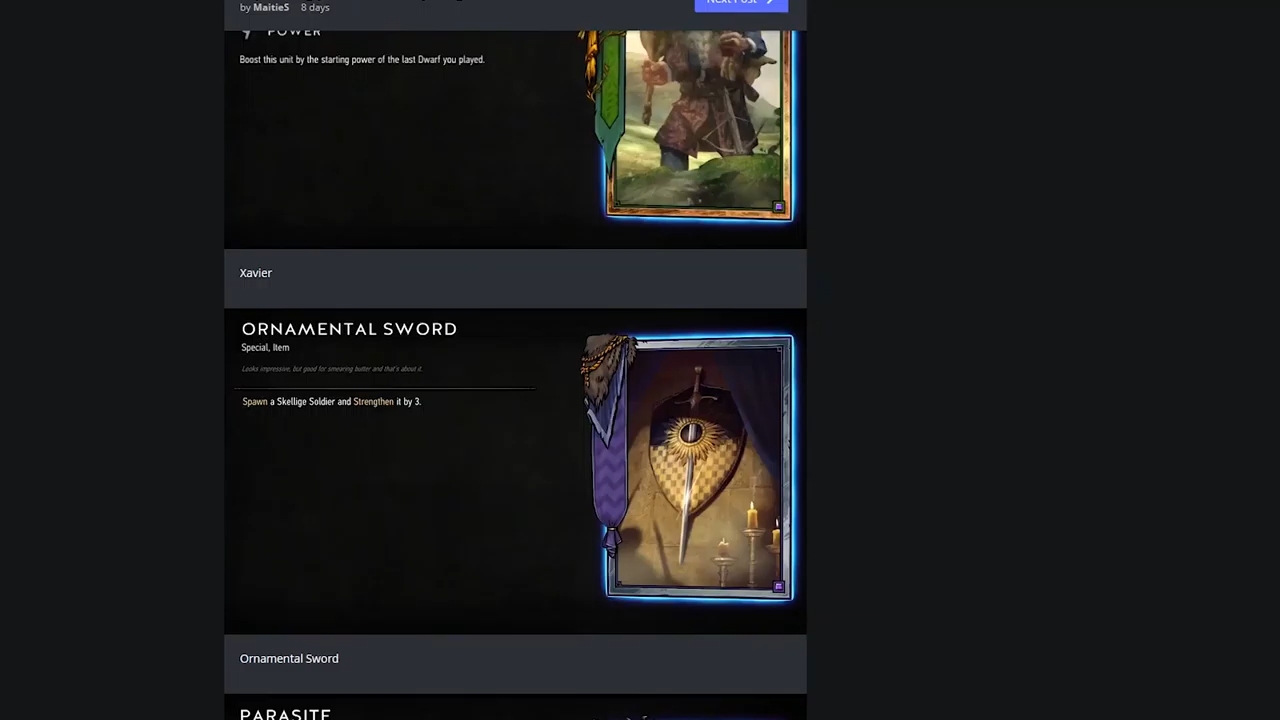 by MaitieS 8 days
Next Post
POWER
Boost this unit by the starting power of the last Dwarf you played.
Xavier
ORNAMENTAL SWORD
Special, Item
Looks impressive, but good for smearing butter and that's about it.
Spawn a Skellige Soldier and Strengthen it by 3.
Ornamental Sword
PARASITE